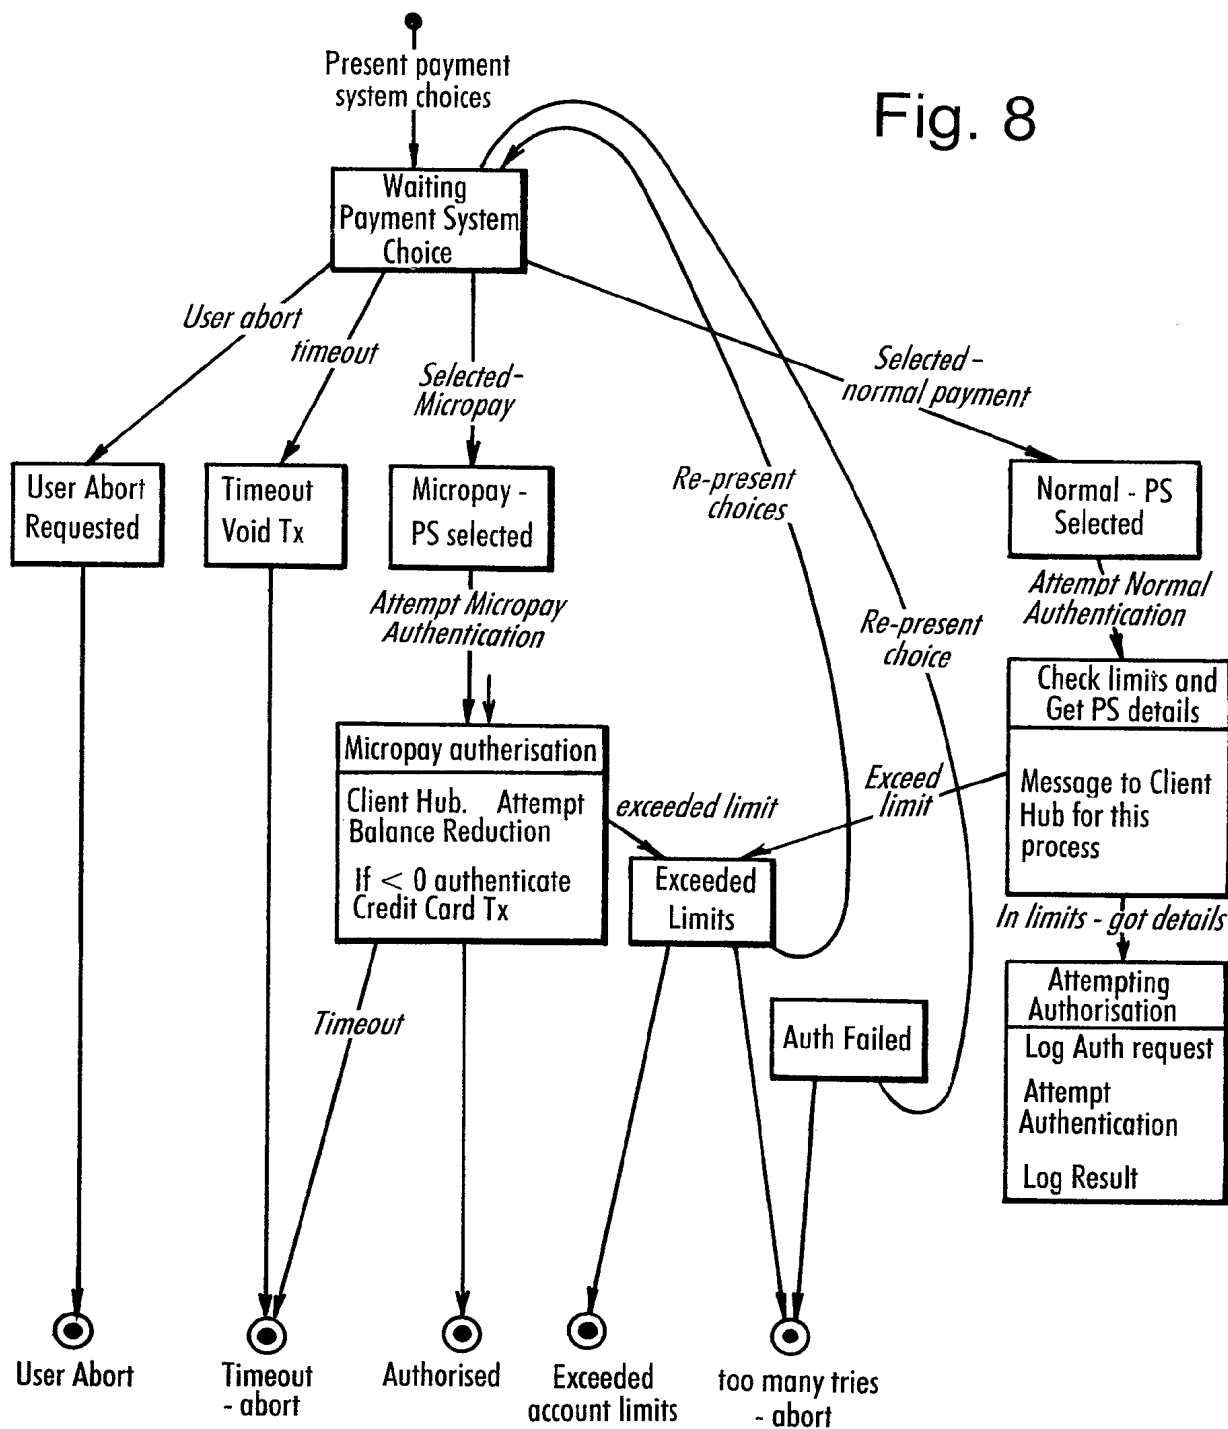 Present payment
system choices
Fig. 8
Waiting
Payment System
Choice
User abort
timeout
Selected-
Micropay
Selected-
normal payment
User Abort
Requested
Timeout
Void Tx
Micropay -
PS selected
Re-present
choices
Normal - PS
Selected
Attempt Micropay
Authentication
Attempt Normal
Authentication
Re-present
choice
Check limits and
Get PS details
Message to Client
Hub for this
process
Micropay autherisation
Client Hub. Attempt
Balance Reduction
If < 0 authenticate
Credit Card Tx
exceeded limit
Exceed
limit
Exceeded
Limits
In limits - got details
Attempting
Authorisation
Log Auth request
Attempt
Authentication
Log Result
Timeout
Auth Failed
User Abort
Timeout
- abort
Authorised
Exceeded
account limits
too many tries
- abort